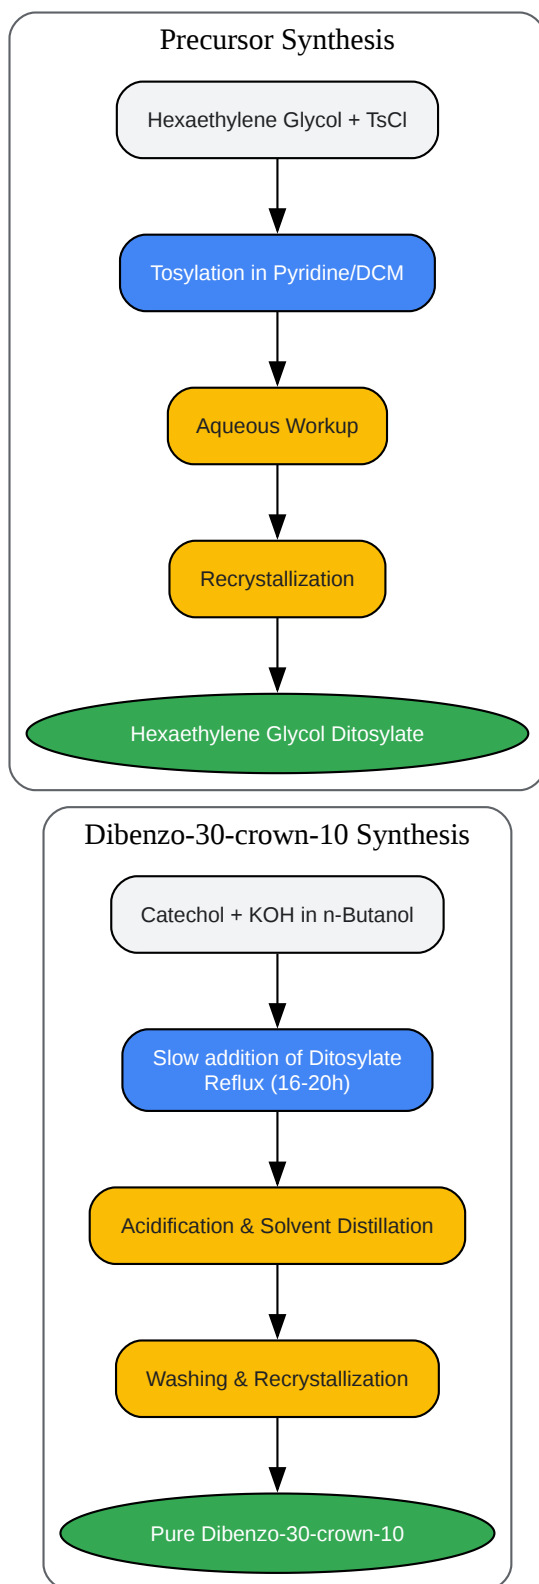 Precursor Synthesis
Hexaethylene Glycol + TsCl
Tosylation in Pyridine/DCM
Aqueous Workup
Recrystallization
Hexaethylene Glycol Ditosylate
Dibenzo-30-crown-10 Synthesis
Catechol + KOH in n-Butanol
Slow addition of Ditosylate
Reflux (16-20h)
Acidification & Solvent Distillation
Washing & Recrystallization
Pure Dibenzo-30-crown-10